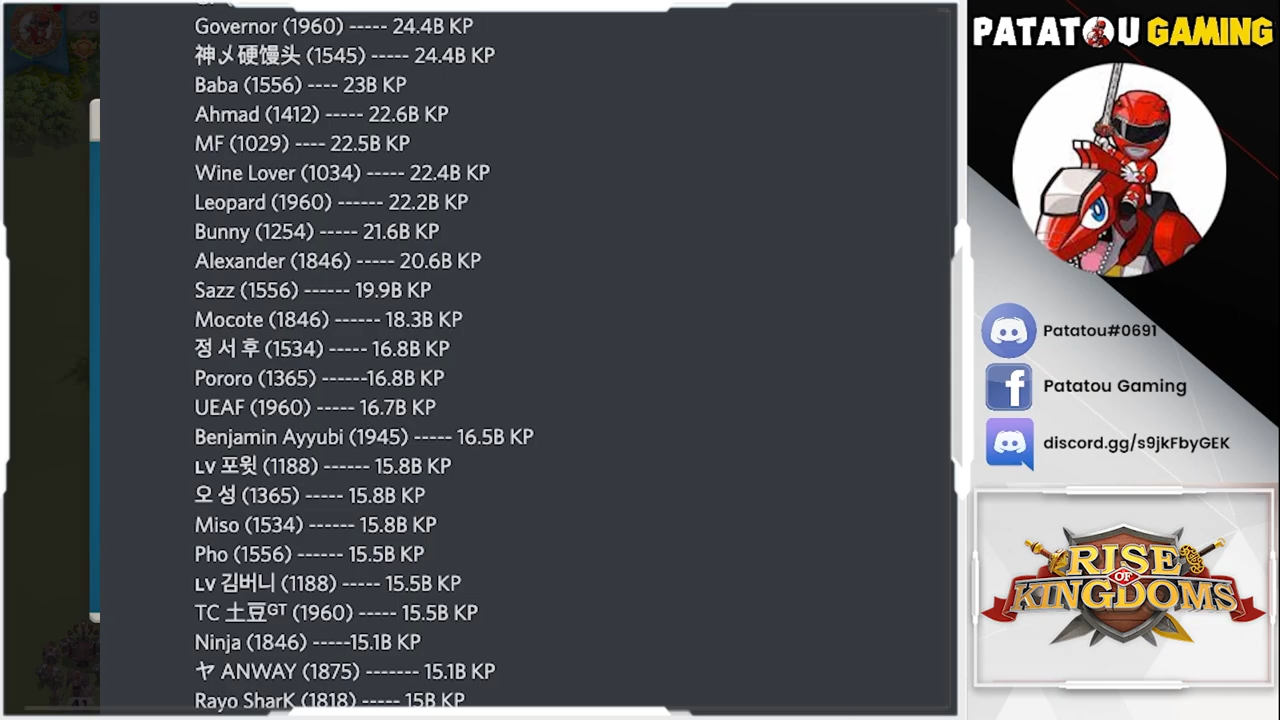 Governor (1960) ----- 24.4B KP
神乄硬馒头 (1545) ----- 24.4B KP
Baba (1556) ---- 23B KP
Ahmad (1412) ----- 22.6B KP
MF (1029) ---- 22.5B KP
Wine Lover (1034) ----- 22.4B KP
Leopard (1960) ------ 22.2B KP
Bunny (1254) ----- 21.6B KP
Alexander (1846) ----- 20.6B KP
Sazz (1556) ------ 19.9B KP
Mocote (1846) ------ 18.3B KP
정 서 후 (1534) ----- 16.8B KP
Pororo (1365) ------16.8B KP
UEAF (1960) ----- 16.7B KP
Benjamin Ayyubi (1945) ----- 16.5B KP
ʟᴠ 포윗 (1188) ------ 15.8B KP
오 성 (1365) ----- 15.8B KP
Miso (1534) ------ 15.8B KP
Pho (1556) ------ 15.5B KP
ʟᴠ 김버니 (1188) ----- 15.5B KP
TC 土豆ᴳᵀ (1960) ----- 15.5B KP
Ninja (1846) -----15.1B KP
ヤ ANWAY (1875) ------- 15.1B KP
Rayo SharK (1818) ----- 15B KP
PATATOU GAMING
Patatou#0691
Patatou Gaming
discord.gg/s9jkFbyGEK
RISE
OF
KINGDOMS